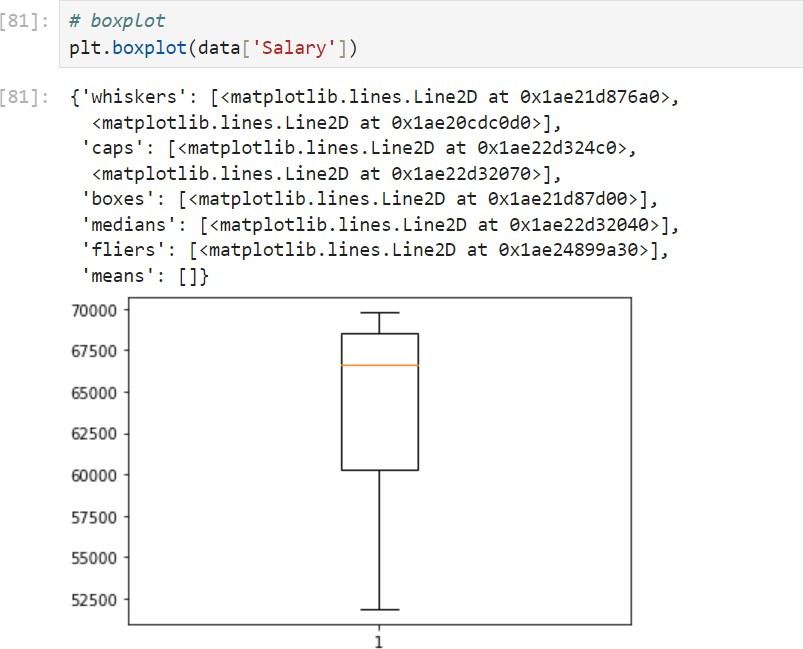 [81]: # boxplot
plt.boxplot(data['Salary'])
[81]: {'whiskers': [<matplotlib.lines.Line2D at 0x1ae21d876a0>,
<matplotlib.lines.Line2D at 0x1ae20cdc0d0>],
'caps': [<matplotlib.lines.Line2D at 0x1ae22d324c0>,
<matplotlib.lines.Line2D at 0x1ae22d32070>],
'boxes': [<matplotlib.lines.Line2D at 0x1ae21d87d00>],
'medians': [<matplotlib.lines.Line2D at 0x1ae22d32040>],
'fliers': [<matplotlib.lines.Line2D at 0x1ae24899a30>],
'means': []}
70000
67500
65000
62500
60000
57500
55000
52500
1